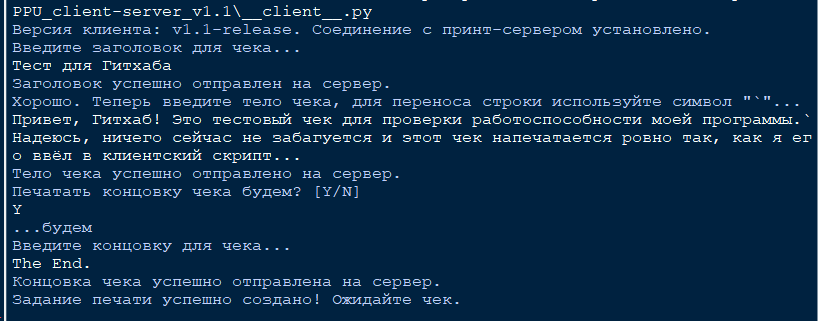 PPU_client-server_v1.1\__client__.py
Версия клиента: v1.1-release. Соединение с принт-сервером установлено.
Введите заголовок для чека...
Тест для Гитхаба
Заголовок успешно отправлен на сервер.
Хорошо. Теперь введите тело чека, для переноса строки используйте символ "`"...
Привет, Гитхаб! Это тестовый чек для проверки работоспособности моей программы.`
Надеюсь, ничего сейчас не забагуется и этот чек напечатается ровно так, как я ег
о ввёл в клиентский скрипт...
Тело чека успешно отправлено на сервер.
Печатать концовку чека будем? [Y/N]
Y
...будем
Введите концовку для чека...
The End.
Концовка чека успешно отправлена на сервер.
Задание печати успешно создано! Ожидайте чек.